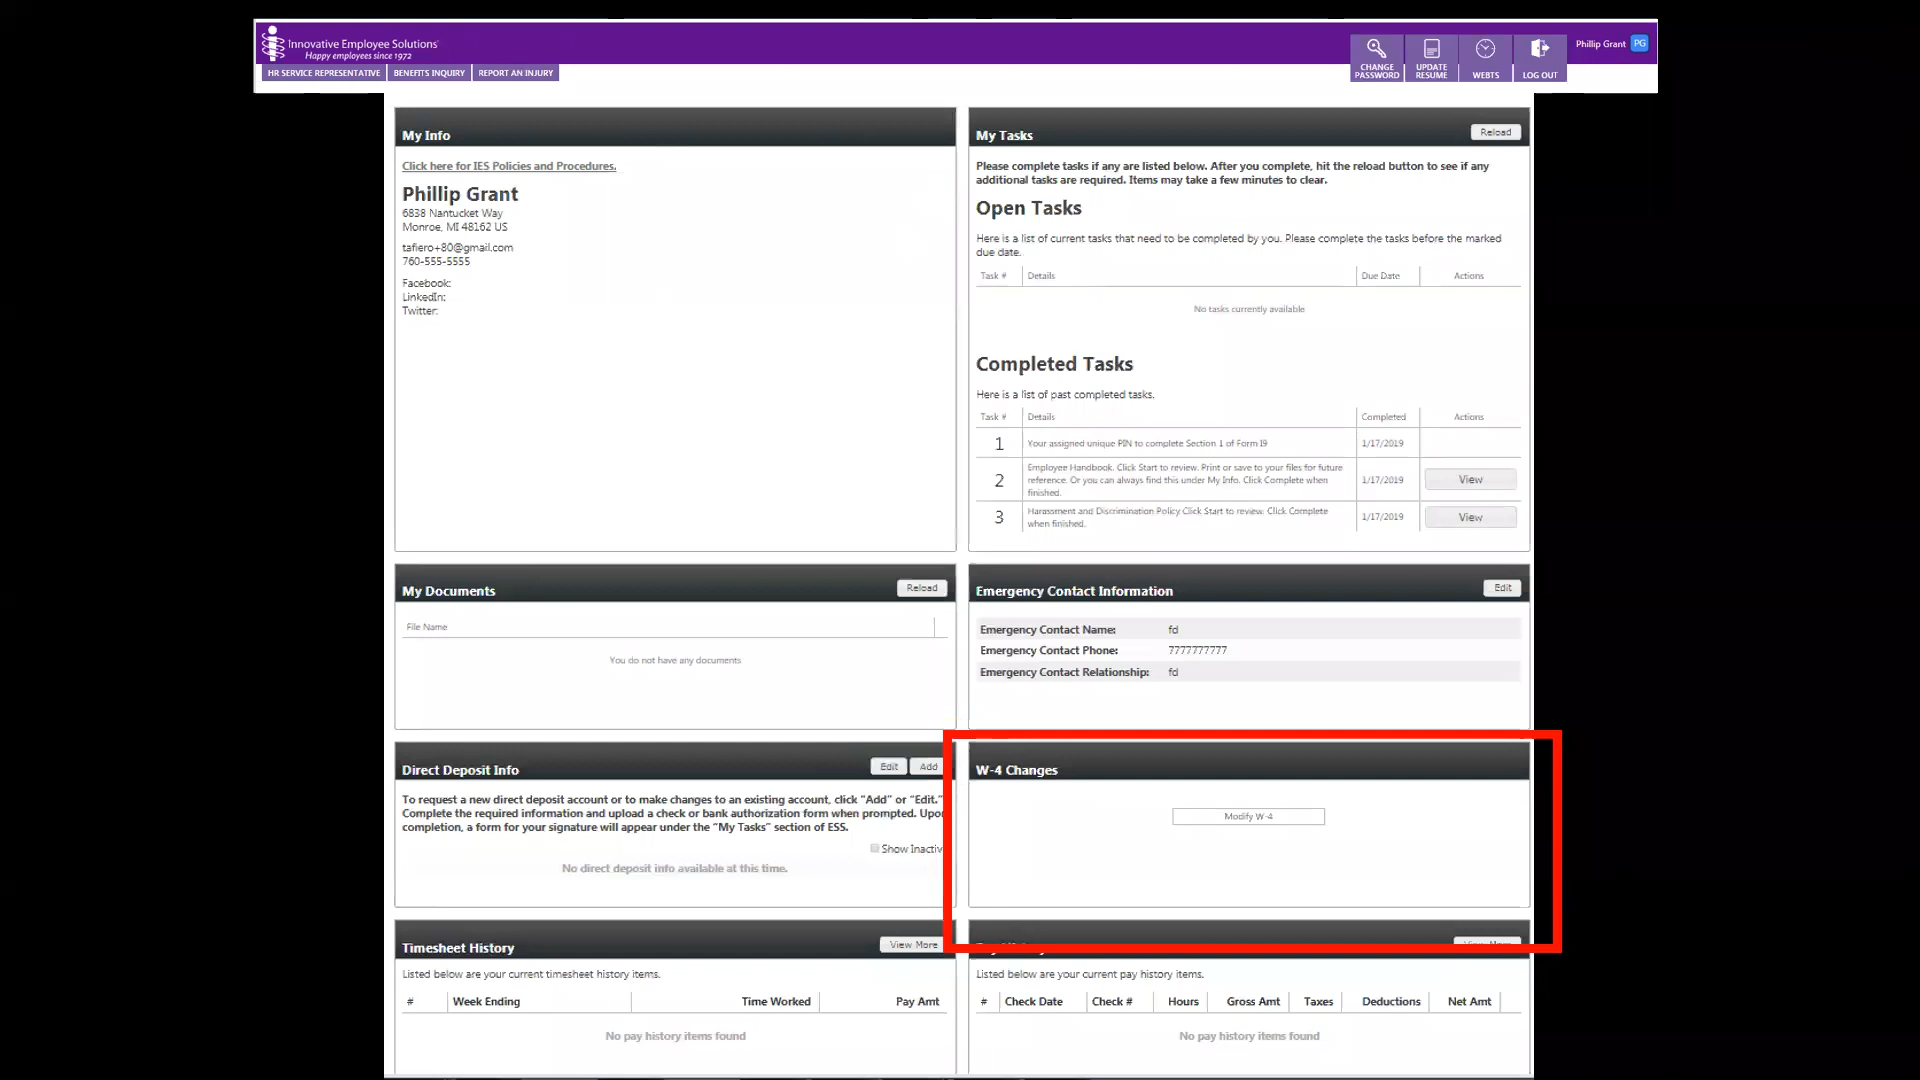 Innovative Employee Solutions
Happy employees since 1972
HR SERVICE REPRESENTATIVE
BENEFITS INQUIRY
REPORT AN INJURY
CHANGE PASSWORD
UPDATE RESUME
WEBTS
LOG OUT
Phillip Grant
PG
My Info
Click here for IES Policies and Procedures.
Phillip Grant
6838 Nantucket Way
Monroe, MI 48162 US
tafiero+80@gmail.com
760-555-5555
Facebook:
LinkedIn:
Twitter:
My Tasks
Reload
Please complete tasks if any are listed below. After you complete, hit the reload button to see if any
additional tasks are required. Items may take a few minutes to clear.
Open Tasks
Here is a list of current tasks that need to be completed by you. Please complete the tasks before the marked
due date.
Task # Details Due Date Actions
No tasks currently available
Completed Tasks
Here is a list of past completed tasks.
Task # Details Completed Actions
1 Your assigned unique PIN to complete Section 1 of Form I9 1/17/2019
Employee Handbook. Click Start to review. Print or save to your files for future
2 reference. Or you can always find this under My Info. Click Complete when 1/17/2019 View
finished.
3 Harassment and Discrimination Policy Click Start to review. Click Complete 1/17/2019 View
when finished.
My Documents
Reload
File Name
You do not have any documents
Emergency Contact Information
Edit
Emergency Contact Name: fd
Emergency Contact Phone: 7777777777
Emergency Contact Relationship: fd
Direct Deposit Info
Edit Add
To request a new direct deposit account or to make changes to an existing account, click "Add" or "Edit."
Complete the required information and upload a check or bank authorization form when prompted. Upon
completion, a form for your signature will appear under the "My Tasks" section of ESS.
Show Inactiv
No direct deposit info available at this time.
W-4 Changes
Modify W-4
Timesheet History
View More
Listed below are your current timesheet history items.
# Week Ending Time Worked Pay Amt
No pay history items found
Listed below are your current pay history items.
# Check Date Check # Hours Gross Amt Taxes Deductions Net Amt
No pay history items found